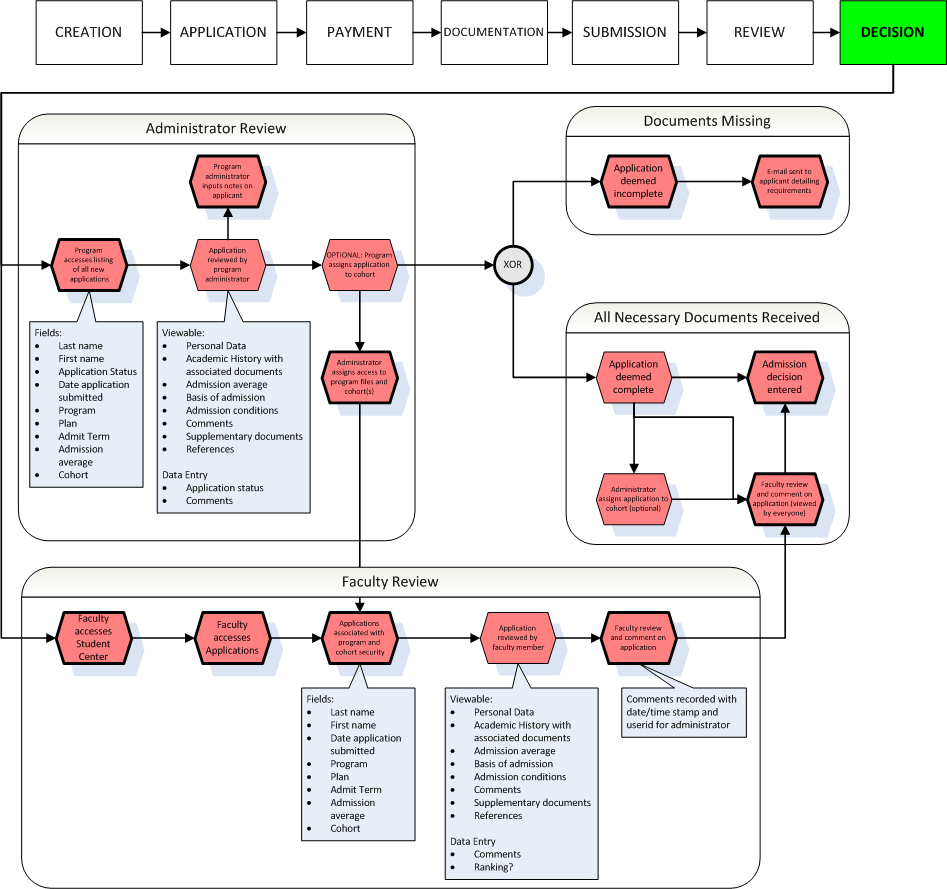 CREATION
APPLICATION
PAYMENT
DOCUMENTATION
SUBMISSION
REVIEW
DECISION
Administrator Review
Program
administrator
inputs notes on
applicant
Program
accesses listing
of all new
applications
Application
reviewed by
program
administrator
OPTIONAL: Program
assigns application
to cohort
Fields:
• Last name
• First name
• Application Status
• Date application
submitted
• Program
• Plan
• Admit Term
• Admission
average
• Cohort
Viewable:
• Personal Data
• Academic History with
associated documents
• Admission average
• Basis of admission
• Admission conditions
• Comments
• Supplementary documents
• References
Data Entry
• Application status
• Comments
Administrator
assigns access to
program files and
cohort(s)
XOR
Documents Missing
Application
deemed
incomplete
E-mail sent to
applicant detailing
requirements
All Necessary Documents Received
Application
deemed
complete
Admission
decision
entered
Administrator
assigns application to
cohort (optional)
Faculty review
and comment on
application (viewed
by everyone)
Faculty Review
Faculty
accesses
Student
Center
Faculty
accesses
Applications
Applications
associated with
program and
cohort security
Application
reviewed by
faculty member
Faculty review
and comment on
application
Fields:
• Last name
• First name
• Date application
submitted
• Program
• Plan
• Admit Term
• Admission
average
• Cohort
Viewable:
• Personal Data
• Academic History with
associated documents
• Admission average
• Basis of admission
• Admission conditions
• Comments
• Supplementary documents
• References
Data Entry
• Comments
• Ranking?
Comments recorded with
date/time stamp and
userid for administrator